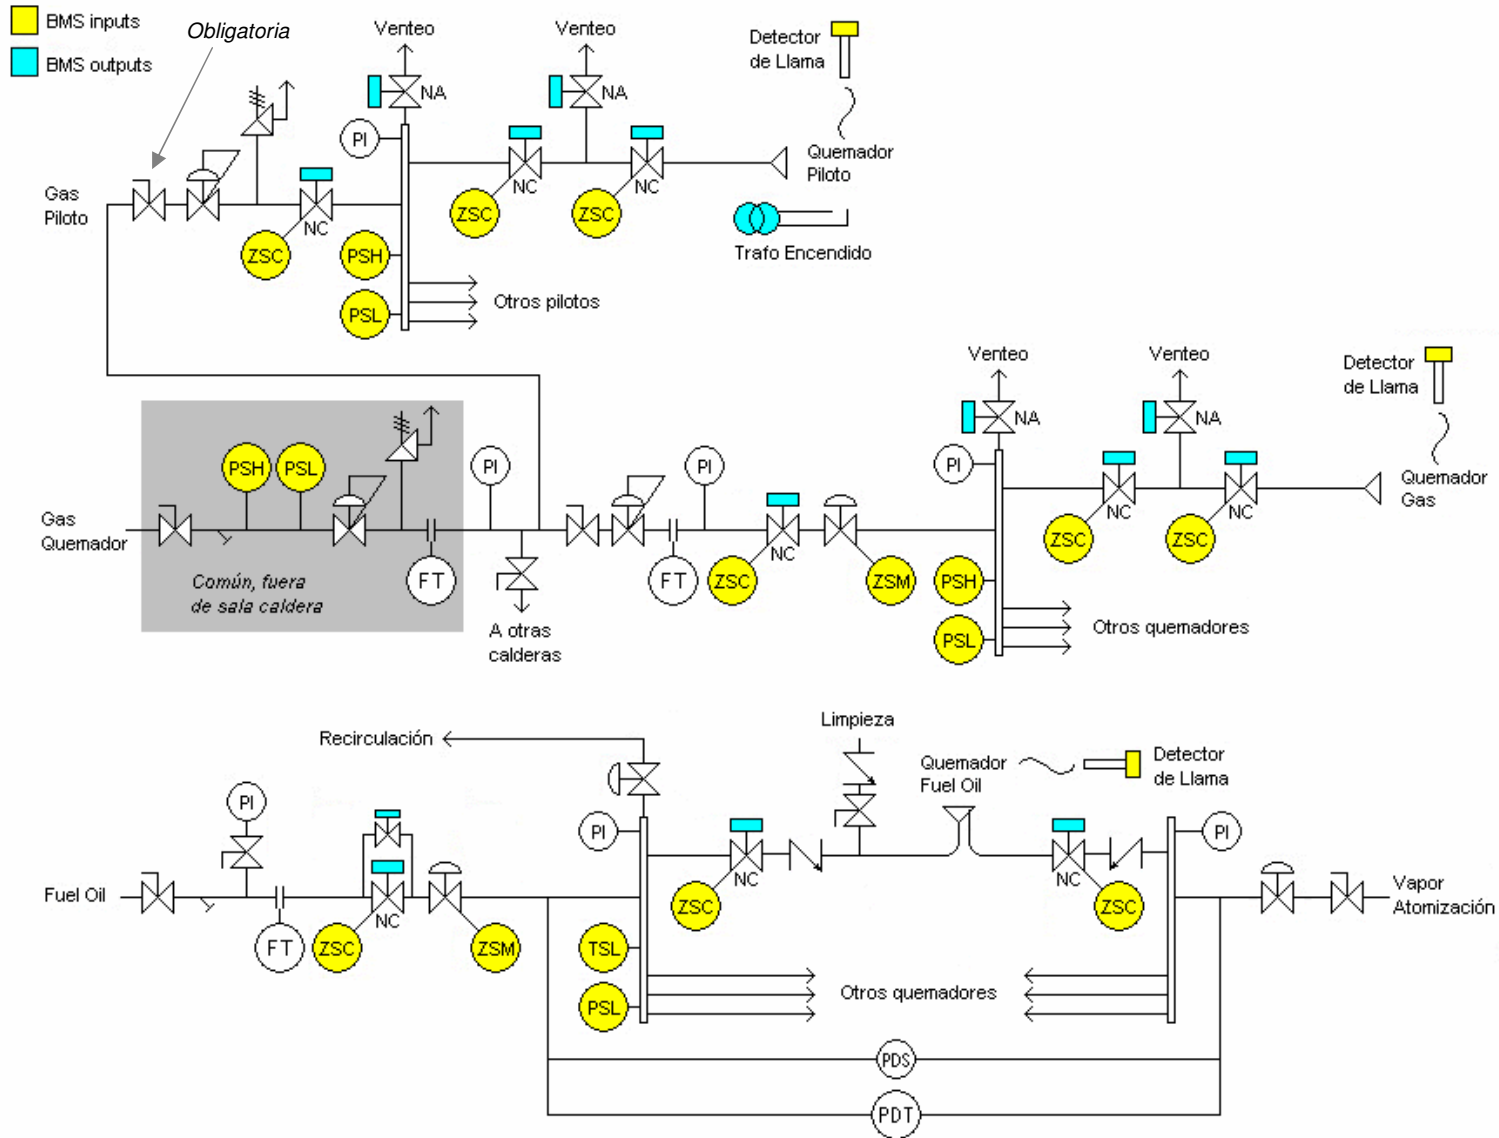 BMS inputs
BMS outputs
Obligatoria
Venteo
Venteo
Detector
de Llama
NA
NA
PI
Quemador
Piloto
NC
NC
Gas
Piloto
ZSC
ZSC
NC
ZSC
PSH
Trafo Encendido
PSL
Otros pilotos
Venteo
Venteo
Detector
de Llama
NA
NA
PSH
PSL
PI
PI
PI
Quemador
Gas
NC
NC
Gas
Quemador
NC
ZSC
ZSC
Común, fuera
de sala caldera
FT
FT
ZSC
ZSM
PSH
A otras
calderas
Otros quemadores
PSL
Recirculación
Limpieza
Quemador
Fuel Oil
Detector
de Llama
PI
PI
PI
NC
NC
Fuel Oil
NC
ZSC
ZSC
Vapor
Atomización
FT
ZSC
ZSM
TSL
Otros quemadores
PSL
PDS
PDT